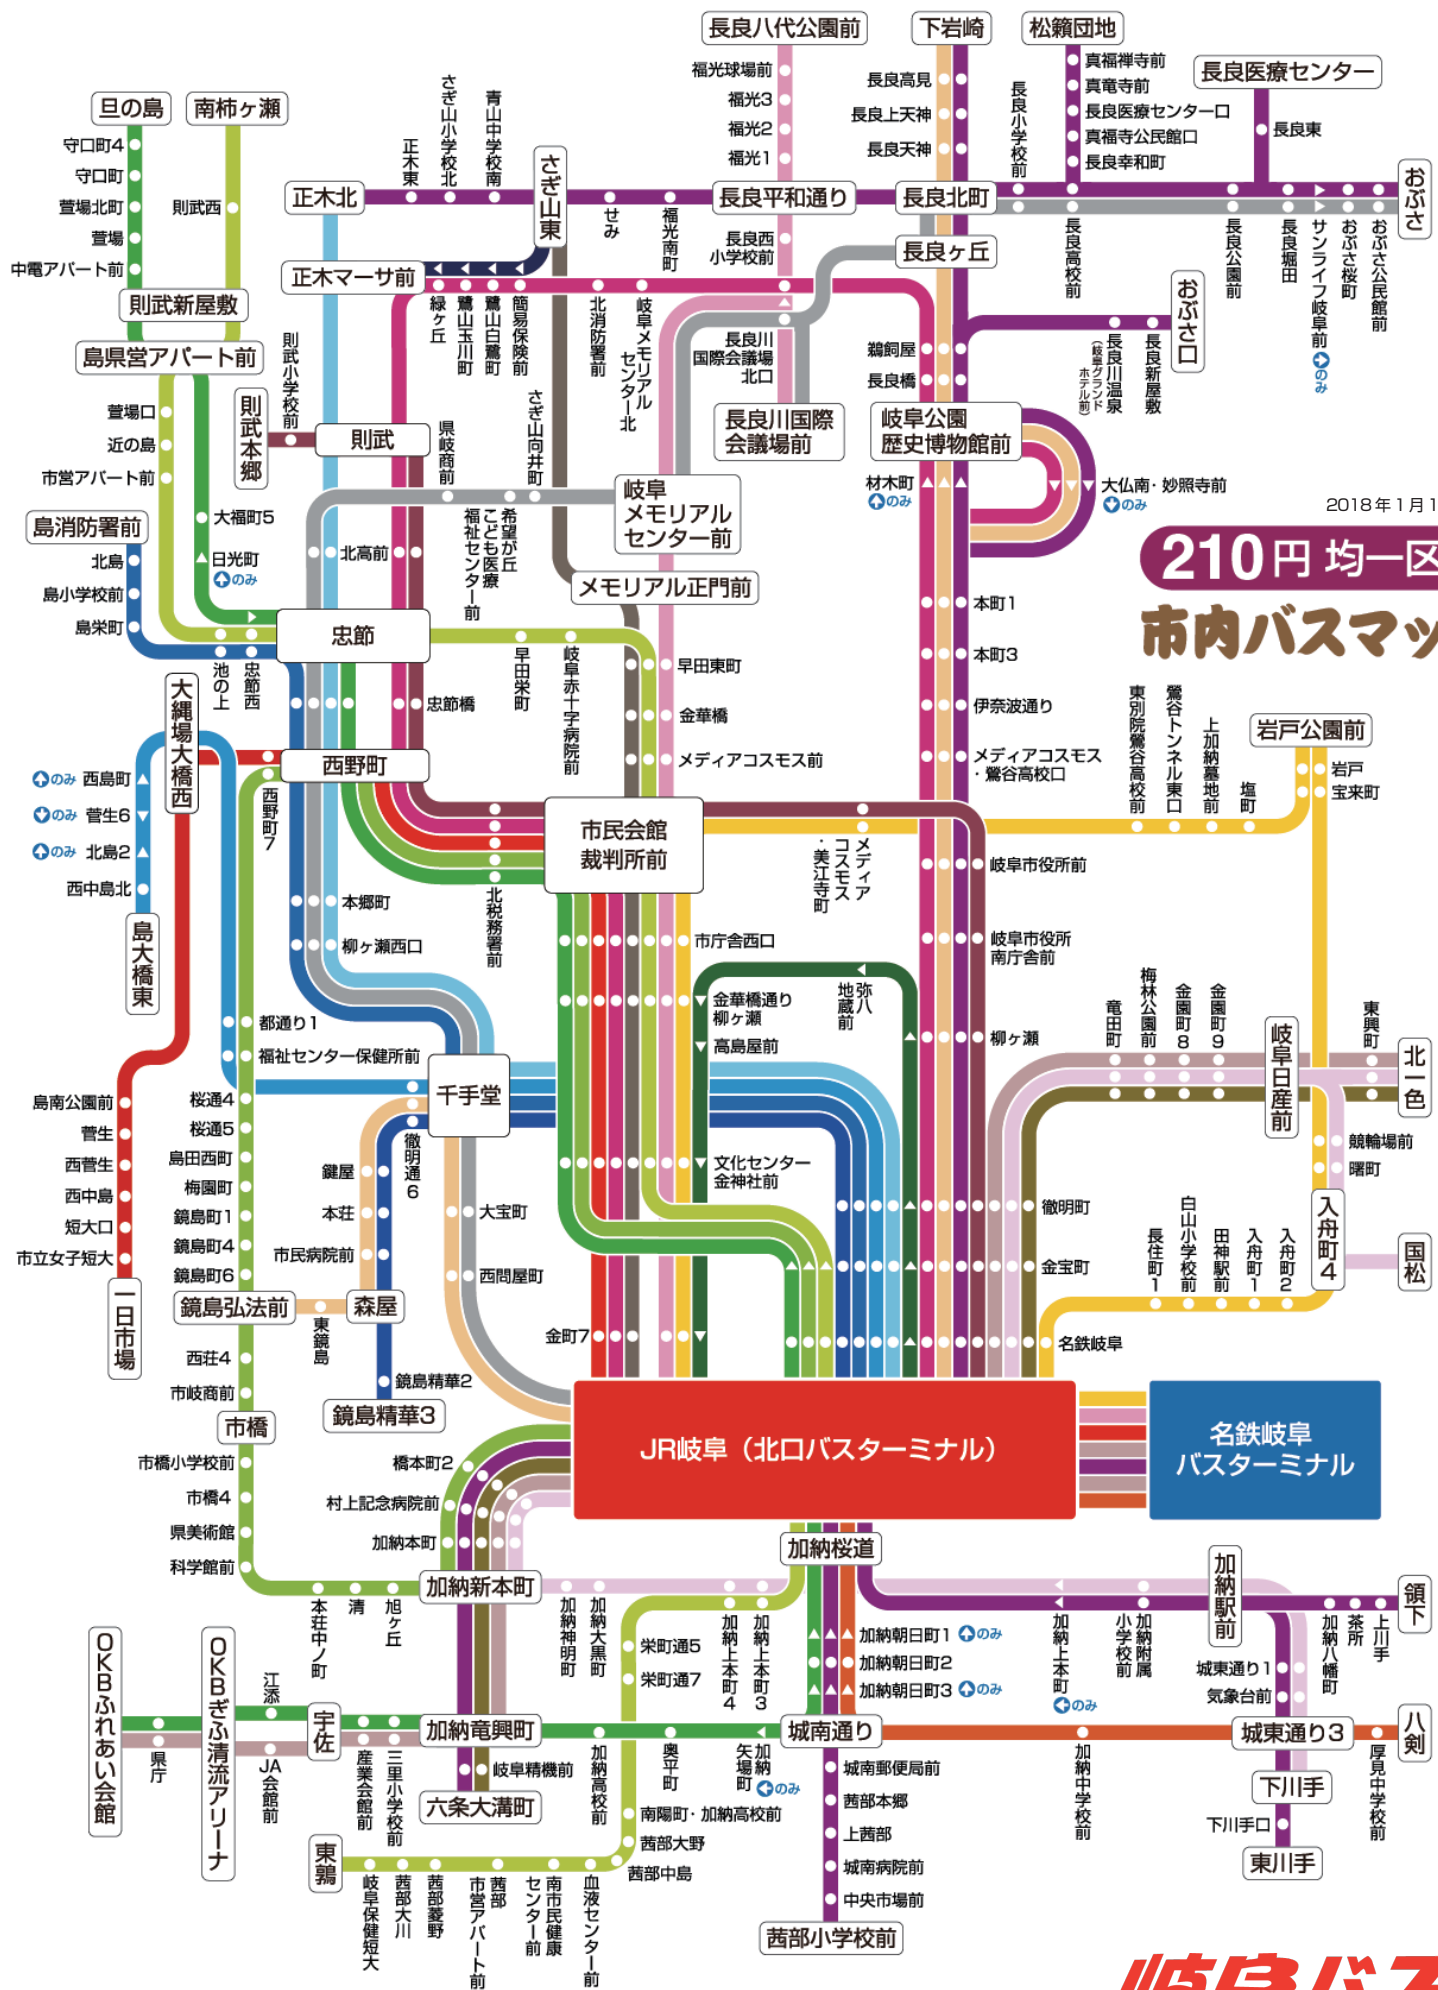 長良八代公園前
下岩崎
松籟団地
福光球場前
福光3
福光2
福光1
長良高見
長良上天神
長良天神
真福禅寺前
真竜寺前
長良医療センター口
真福寺公民館口
長良幸和町
長良医療センター
長良東
長良小学校前
旦の島
南柿ヶ瀬
守口町4
守口町
萱場北町
萱場
中電アパート前
則武西
則武新屋敷
島県営アパート前
正木北
正木東
さぎ山小学校北
青山中学校南
さぎ山東
せみ
福光南町
長良平和通り
長良北町
長良高校前
長良公園前
長良堀田
サンライフ岐阜前
のみ
おぶさ桜町
おぶさ公民館前
おぶさ
長良西
小学校前
長良ヶ丘
正木マーサ前
緑ヶ丘
鷺山玉川町
鷺山白鷺町
簡易保険前
北消防署前
岐阜メモリアル
センター北
長良川
国際会議場
北口
長良川国際
会議場前
鵜飼屋
長良橋
長良川温泉
(岐阜グランド
ホテル前)
長良新屋敷
おぶさ口
則武小学校前
則武本郷
則武
県岐商前
さぎ山向井町
萱場口
近の島
市営アパート前
大福町5
日光町
のみ
島消防署前
北島
島小学校前
島栄町
北高前
福祉センター前
こども医療
希望が丘
岐阜
メモリアル
センター前
メモリアル正門前
岐阜公園
歴史博物館前
材木町
のみ
大仏南・妙照寺前
のみ
2018年1月1
210円 均一区
市内バスマッ
忠節
池の上
忠節西
早田栄町
岐阜赤十字病院前
早田東町
金華橋
メディアコスモス前
本町1
本町3
伊奈波通り
メディアコスモス
・鶯谷高校口
東別院鶯谷高校前
鶯谷トンネル東口
上加納墓地前
塩町
岩戸公園前
岩戸
宝来町
忠節橋
大縄場大橋西
西野町
西野町7
のみ 西島町
のみ 菅生6
のみ 北島2
西中島北
島大橋東
市民会館
裁判所前
メディア
コスモス
・美江寺町
岐阜市役所前
北税務署前
本郷町
柳ヶ瀬西口
市庁舎西口
岐阜市役所
南庁舎前
金華橋通り
柳ヶ瀬
高島屋前
弥八
地蔵前
柳ヶ瀬
竜田町
梅林公園前
金園町8
金園町9
岐阜日産前
東興町
北一色
都通り1
福祉センター保健所前
千手堂
徹明通6
島南公園前
菅生
西菅生
西中島
短大口
市立女子短大
一日市場
桜通4
桜通5
島田西町
梅園町
鏡島町1
鏡島町4
鏡島町6
鏡島弘法前
東鏡島
森屋
鍵屋
本荘
市民病院前
大宝町
西問屋町
文化センター
金神社前
徹明町
金宝町
名鉄岐阜
長住町1
白山小学校前
田神駅前
入舟町1
入舟町2
入舟町4
競輪場前
曙町
国松
西荘4
市岐商前
市橋
鏡島精華2
鏡島精華3
金町7
JR岐阜（北口バスターミナル）
名鉄岐阜
バスターミナル
市橋小学校前
市橋4
県美術館
科学館前
橋本町2
村上記念病院前
加納本町
加納新本町
本荘中ノ町
清
旭ヶ丘
加納神明町
加納大黒町
加納上本町4
加納上本町3
加納桜道
加納朝日町1 のみ
加納朝日町2
加納朝日町3 のみ
加納上本町
のみ
加納附属
小学校前
加納駅前
加納八幡町
茶所
上川手
領下
城東通り1
気象台前
栄町通5
栄町通7
OKBふれあい会館
県庁
OKBぎふ清流アリーナ
江添
JA会館前
宇佐
産業会館前
三里小学校前
加納竜興町
岐阜精機前
六条大溝町
加納高校前
奥平町
加納
矢場町
のみ
城南通り
加納中学校前
城東通り3
厚見中学校前
八剣
城南郵便局前
茜部本郷
上茜部
城南病院前
中央市場前
茜部小学校前
下川手
下川手口
東川手
南陽町・加納高校前
茜部大野
茜部中島
東鶉
岐阜保健短大
茜部大川
茜部菱野
茜部
市営アパート前
南市民健康
センター前
血液センター前
岐阜バス